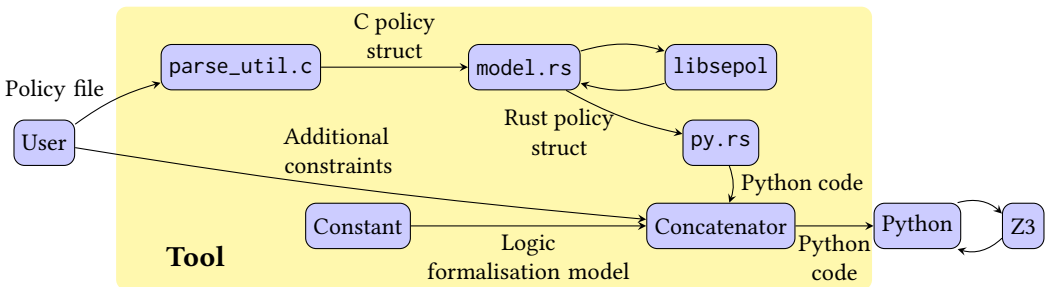 C policy
struct
parse_util.c
model.rs
libsepol
Policy file
User
Rust policy
struct
py.rs
Additional
constraints
Python code
Constant
Concatenator
Python
Z3
Logic
formalisation model
Python
code
Tool